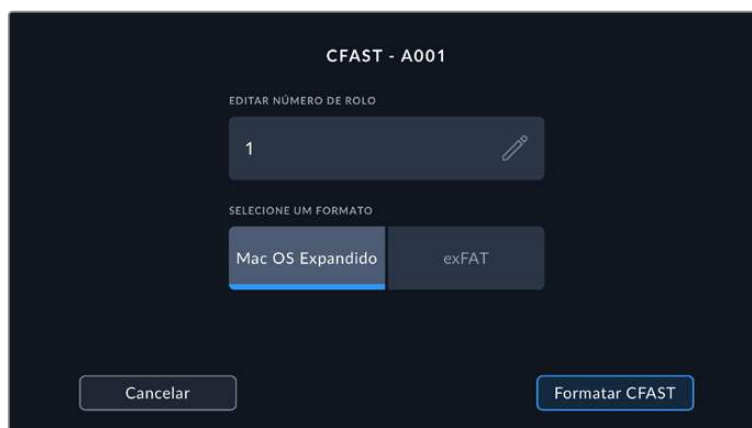 CFAST - A001
EDITAR NÚMERO DE ROLO
1
SELECIONE UM FORMATO
Mac OS Expandido exFAT
Cancelar Formatar CFAST